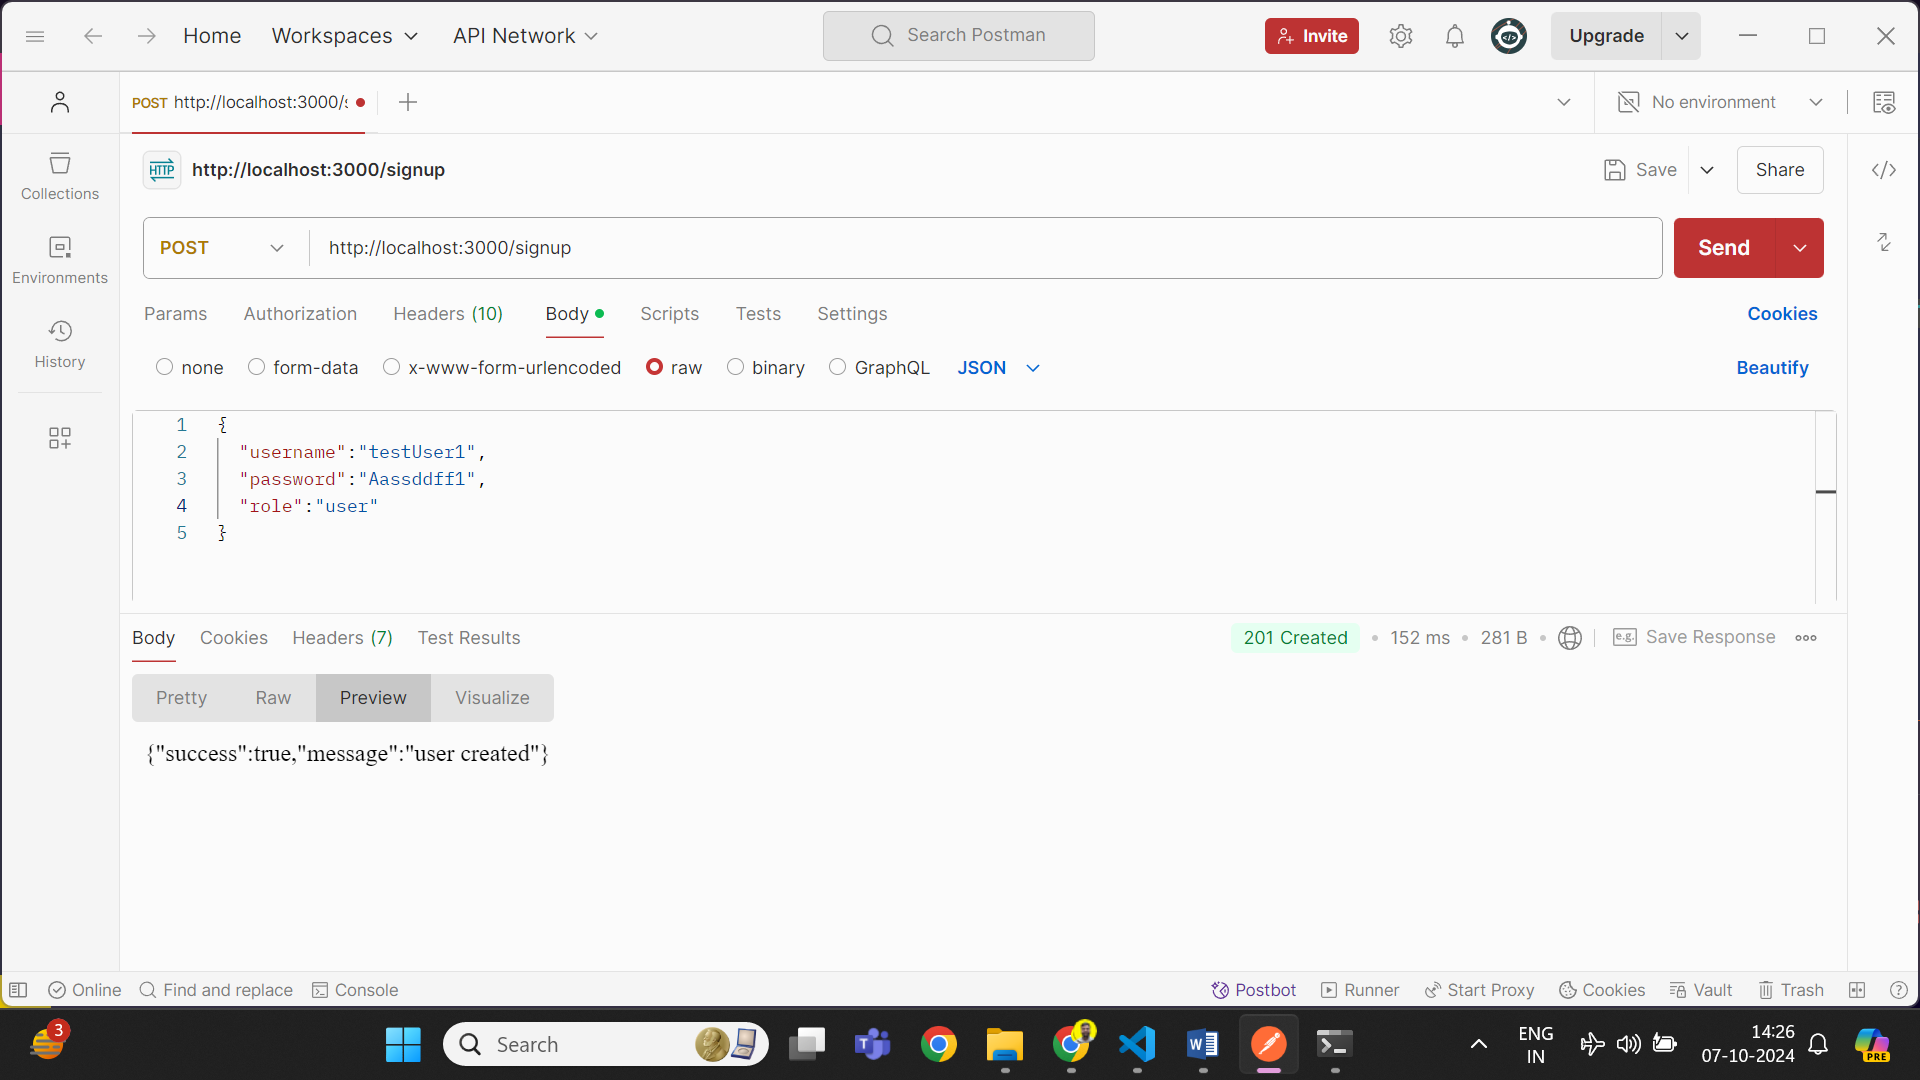 Home Workspaces API Network Search Postman Invite Upgrade
POST http://localhost:3000/s No environment
HTTP http://localhost:3000/signup Save Share
Collections
POST http://localhost:3000/signup Send
Environments
Params Authorization Headers (10) Body Scripts Tests Settings Cookies
History
none form-data x-www-form-urlencoded raw binary GraphQL JSON Beautify
1 {
2 "username":"testUser1",
3 "password":"Aassddff1",
4 "role":"user"
5 }
Body Cookies Headers (7) Test Results 201 Created • 152 ms • 281 B • e.g. Save Response
Pretty Raw Preview Visualize
{"success":true,"message":"user created"}
Online Find and replace Console Postbot Runner Start Proxy Cookies Vault Trash
3 Search ENG 14:26
IN 07-10-2024 PRE